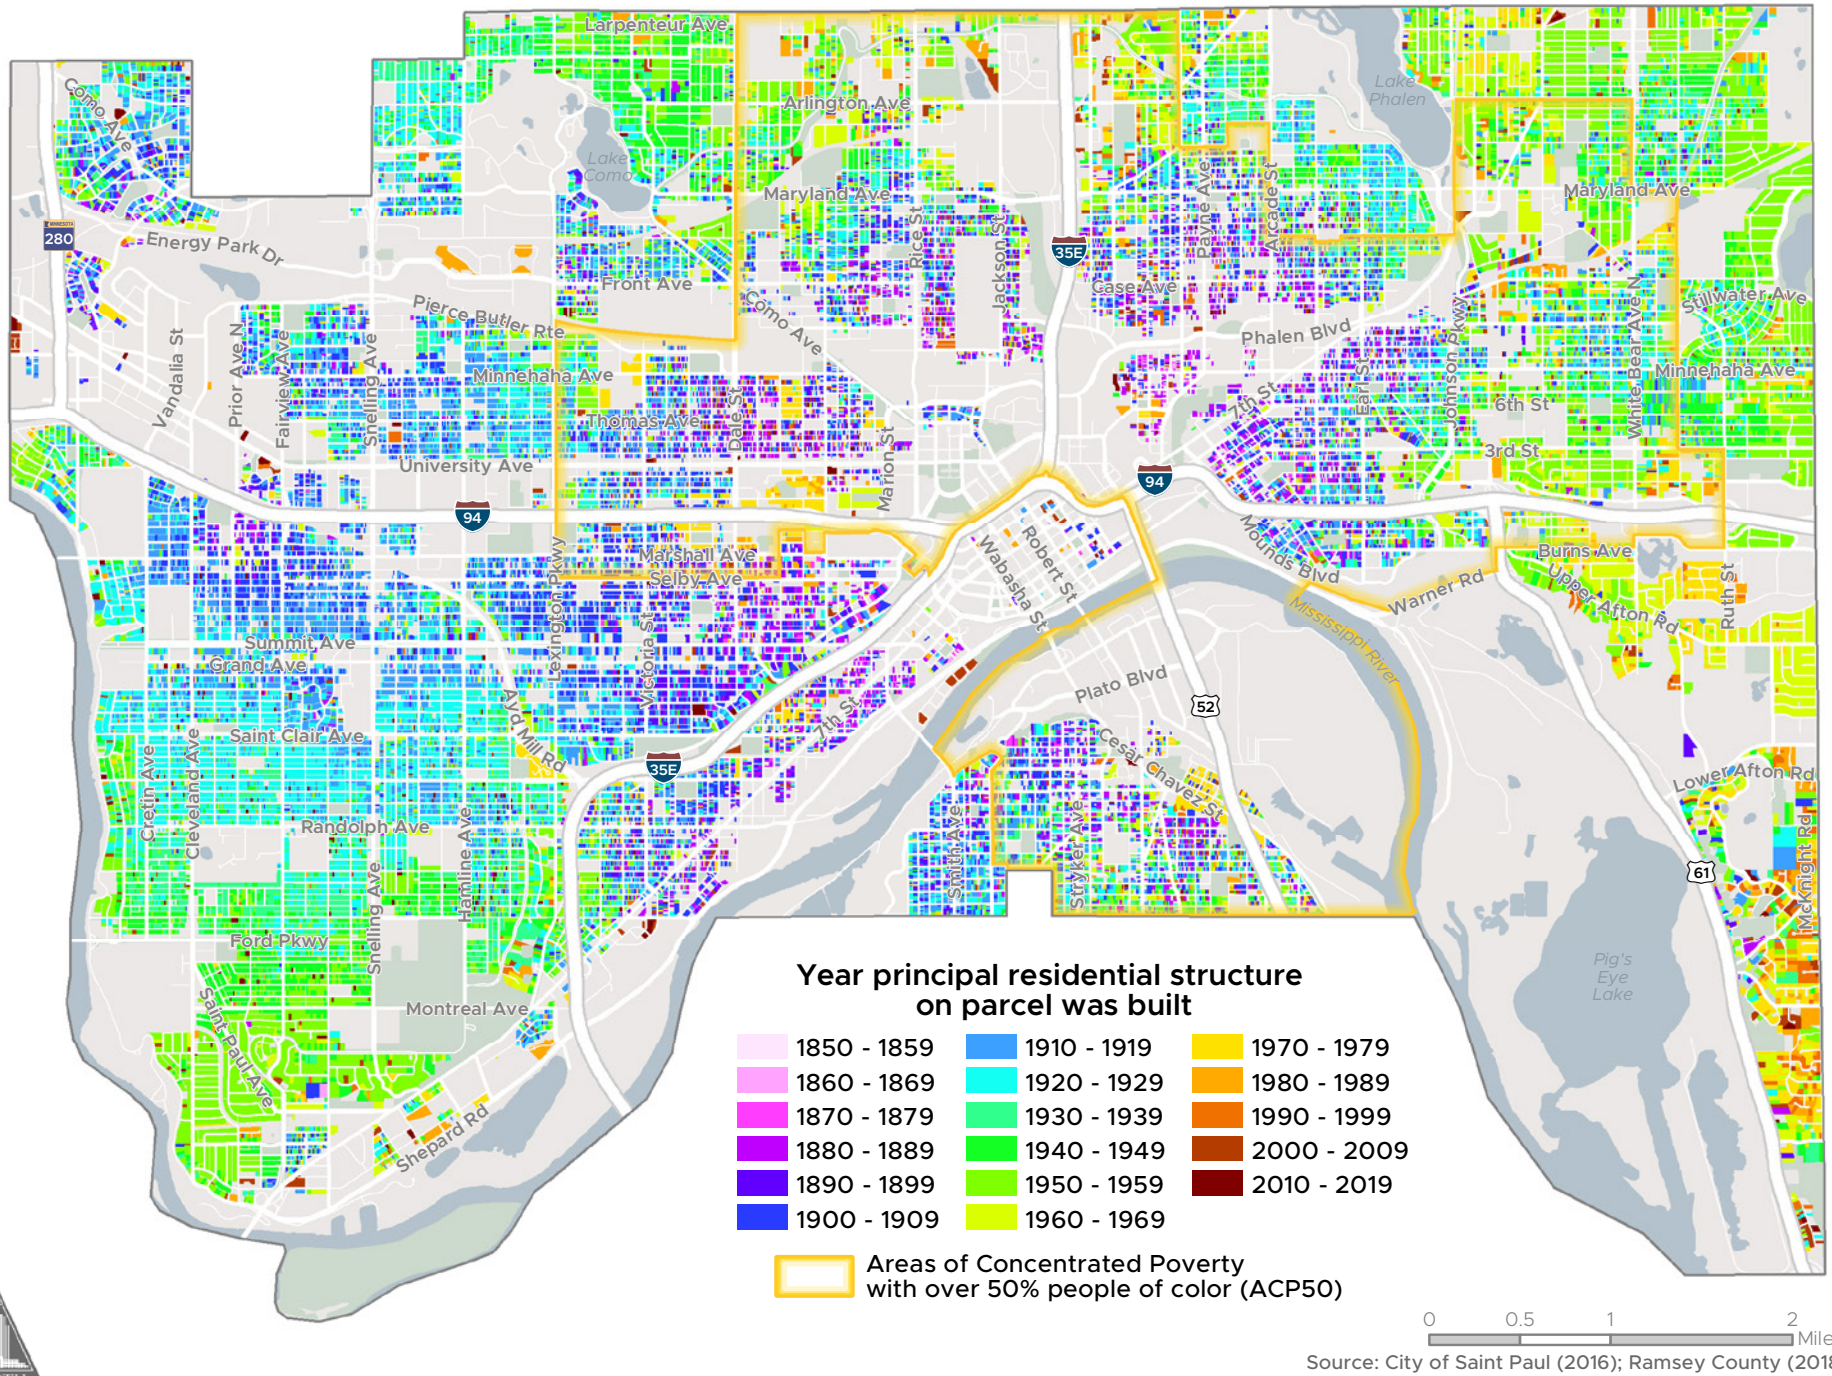 Larpenteur Ave
Como Ave
Arlington Ave
Lake
Phalen
Lake
Como
Maryland Ave
Maryland Ave
Payne Ave
Arcade St
Rice St
Jackson St
MINNESOTA
280
Energy Park Dr
35E
Front Ave
Case Ave
Como Ave
Pierce Butler Rte
Phalen Blvd
Stillwater Ave
Vandalia St
Prior Ave N
Fairview Ave
Snelling Ave
Minnehaha Ave
Dale St
Thomas Ave
Earl St
Johnson Pkwy
White Bear Ave N
Minnehaha Ave
7th St
6th St
University Ave
Marion St
3rd St
94
94
Lexington Pkwy
Marshall Ave
Selby Ave
Wabasha St
Robert St
Mounds Blvd
Burns Ave
Upper Afton Rd
Ruth St
Warner Rd
Mississippi River
Summit Ave
Grand Ave
Victoria St
Ayd Mill Rd
7th St
Plato Blvd
52
Saint Clair Ave
Cretin Ave
Cleveland Ave
35E
Cesar Chavez St
Lower Afton Rd
Randolph Ave
Hamline Ave
Snelling Ave
Smith Ave
Stryker Ave
61
McKnight Rd
Ford Pkwy
Saint Paul Ave
Montreal Ave
Shepard Rd
Pig's
Eye
Lake
Year principal residential structure
on parcel was built
1850 - 1859
1860 - 1869
1870 - 1879
1880 - 1889
1890 - 1899
1900 - 1909
1910 - 1919
1920 - 1929
1930 - 1939
1940 - 1949
1950 - 1959
1960 - 1969
1970 - 1979
1980 - 1989
1990 - 1999
2000 - 2009
2010 - 2019
Areas of Concentrated Poverty
with over 50% people of color (ACP50)
0 0.5 1 2
Mile
Source: City of Saint Paul (2016); Ramsey County (2018